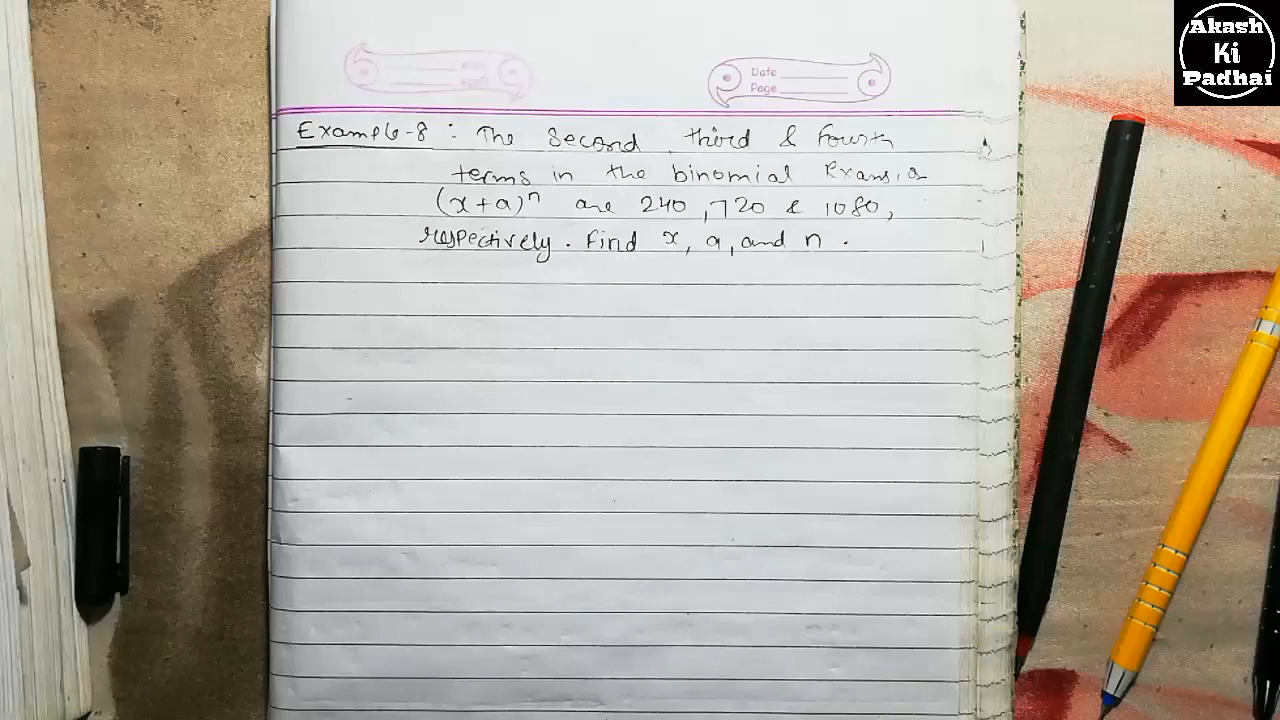 Akash
Ki
Padhai
Date
Page
Example-8 : The Second, third & Fourth
terms in the binomial
(x+a)ⁿ are 240, 720 & 1080,
respectively. Find x, a, and n.